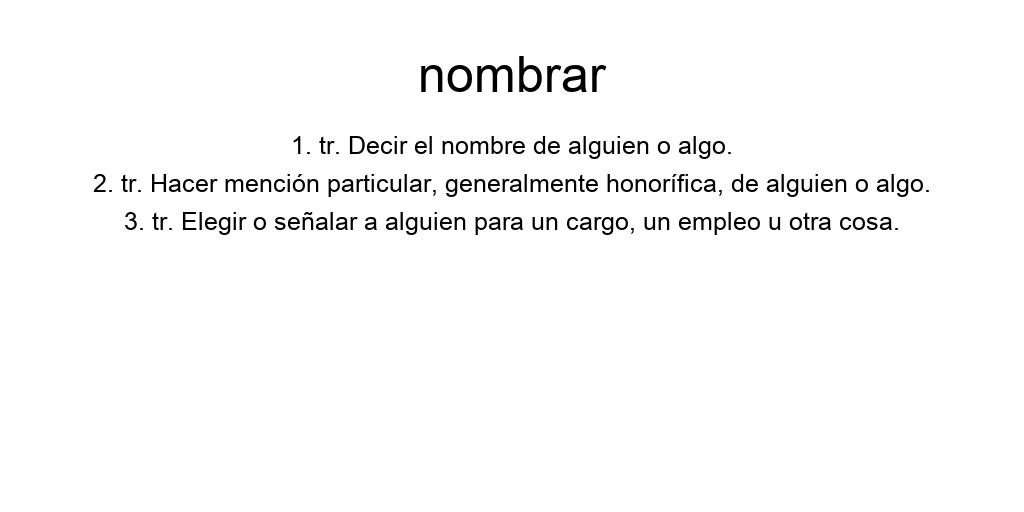 nombrar
1. tr. Decir el nombre de alguien o algo.
2. tr. Hacer mención particular, generalmente honorífica, de alguien o algo.
3. tr. Elegir o señalar a alguien para un cargo, un empleo u otra cosa.